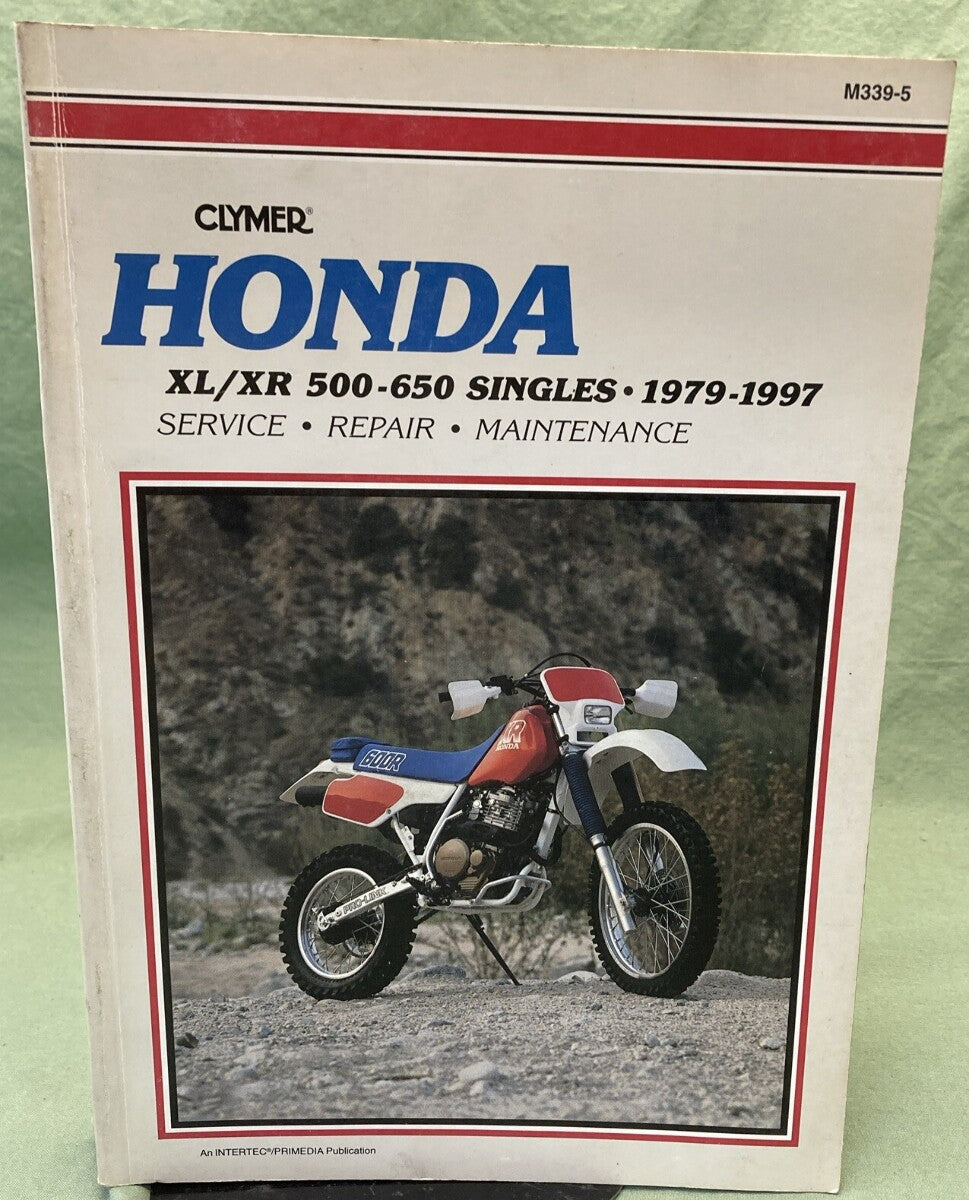 M339-5
CLYMER®
HONDA
XL/XR 500-650 SINGLES • 1979-1997
SERVICE • REPAIR • MAINTENANCE
XR
HONDA
600R
PRO-LINK
An INTERTEC®/PRIMEDIA Publication